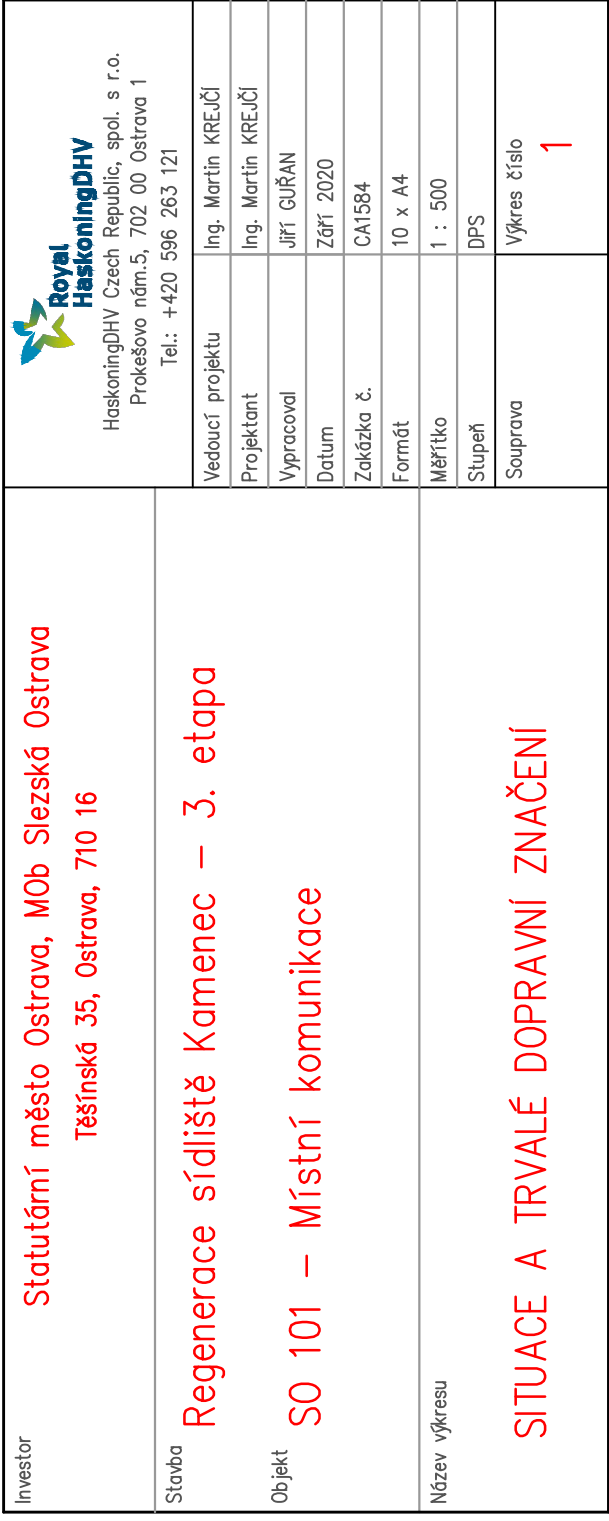 Investor
Statutární město Ostrava, MOb Slezská Ostrava
Těšínská 35, Ostrava, 710 16
Royal
HaskoningDHV
HaskoningDHV Czech Republic, spol. s r.o.
Prokešovo nám.5, 702 00 Ostrava 1
Tel.: +420 596 263 121
Stavba
Regenerace sídliště Kamenec – 3. etapa
Objekt
SO 101 – Místní komunikace
Vedoucí projektu Ing. Martin KREJČÍ
Projektant Ing. Martin KREJČÍ
Vypracoval Jiří GUŘAN
Datum Září 2020
Zakázka č. CA1584
Formát 10 x A4
Měřítko 1 : 500
Stupeň DPS
Název výkresu
SITUACE A TRVALÉ DOPRAVNÍ ZNAČENÍ
Souprava
Výkres číslo
1